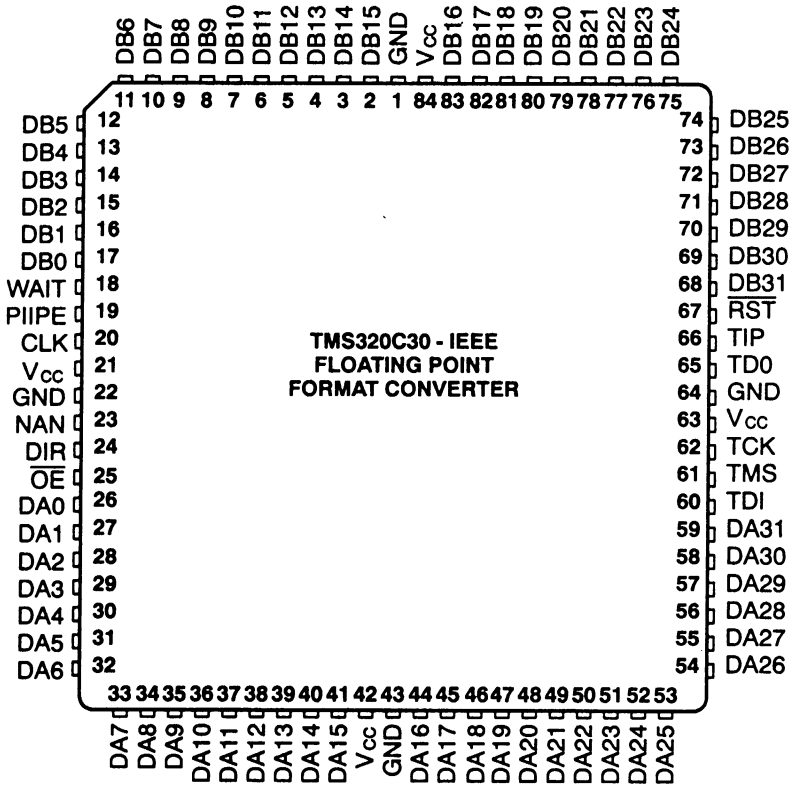 DB6 DB7 DB8 DB9 DB10 DB11 DB12 DB13 DB14 DB15 GND Vcc DB16 DB17 DB18 DB19 DB20 DB21 DB22 DB23 DB24
11 10 9 8 7 6 5 4 3 2 1 84 83 82 81 80 79 78 77 76 75
DB5 12
DB4 13
DB3 14
DB2 15
DB1 16
DB0 17
WAIT 18
PIIPE 19
CLK 20
Vcc 21
GND 22
NAN 23
DIR 24
OE 25
DA0 26
DA1 27
DA2 28
DA3 29
DA4 30
DA5 31
DA6 32
TMS320C30 - IEEE
FLOATING POINT
FORMAT CONVERTER
74 DB25
73 DB26
72 DB27
71 DB28
70 DB29
69 DB30
68 DB31
67 RST
66 TIP
65 TD0
64 GND
63 Vcc
62 TCK
61 TMS
60 TDI
59 DA31
58 DA30
57 DA29
56 DA28
55 DA27
54 DA26
33 34 35 36 37 38 39 40 41 42 43 44 45 46 47 48 49 50 51 52 53
DA7 DA8 DA9 DA10 DA11 DA12 DA13 DA14 DA15 Vcc GND DA16 DA17 DA18 DA19 DA20 DA21 DA22 DA23 DA24 DA25